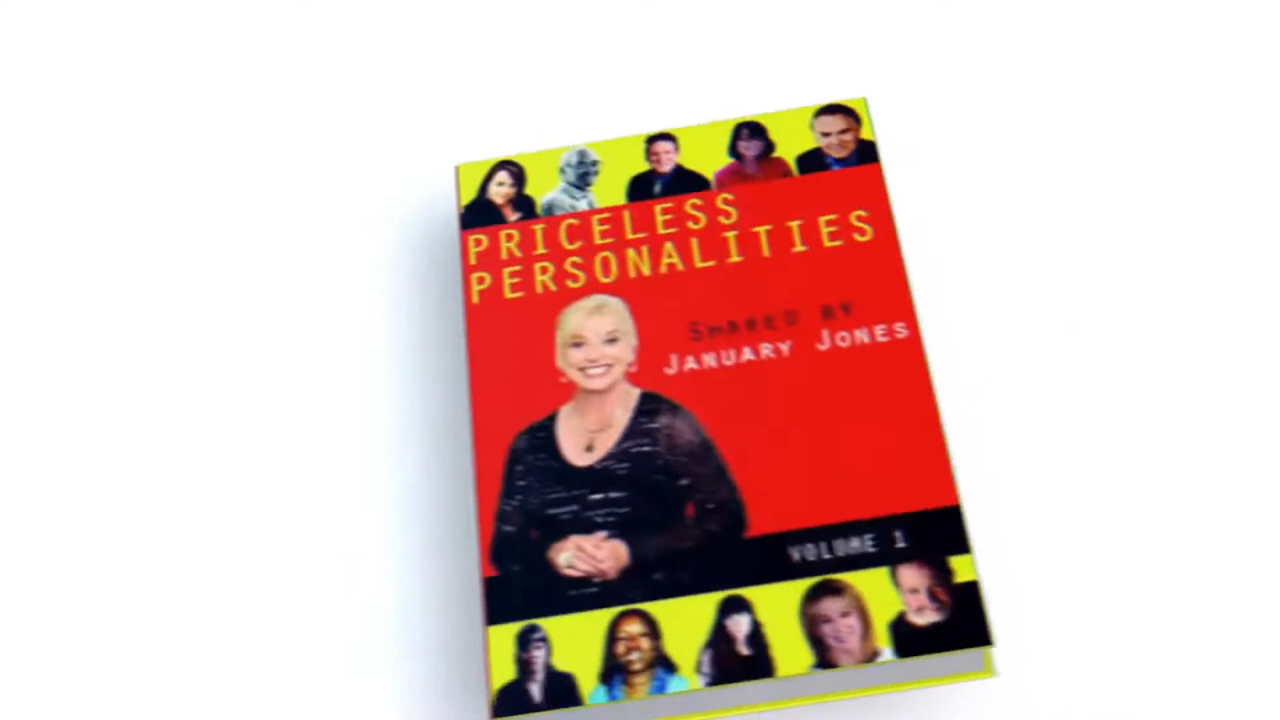 PRICELESS
PERSONALITIES
SHARED BY
JANUARY JONES
VOLUME 1